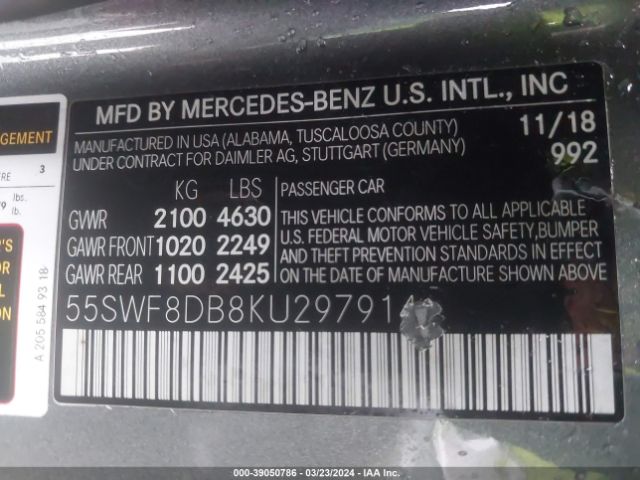 MFD BY MERCEDES-BENZ U.S. INTL., INC
MANUFACTURED IN USA (ALABAMA, TUSCALOOSA COUNTY)
UNDER CONTRACT FOR DAIMLER AG, STUTTGART (GERMANY)
11/18
992
KG LBS
GVWR 2100 4630
GAWR FRONT 1020 2249
GAWR REAR 1100 2425
PASSENGER CAR
THIS VEHICLE CONFORMS TO ALL APPLICABLE
U.S. FEDERAL MOTOR VEHICLE SAFETY,BUMPER
AND THEFT PREVENTION STANDARDS IN EFFECT
ON THE DATE OF MANUFACTURE SHOWN ABOVE
55SWF8DB8KU29791
3
lbs.
lb.
A 205 584 93 18
000-39050786 - 03/23/2024 - IAA Inc.